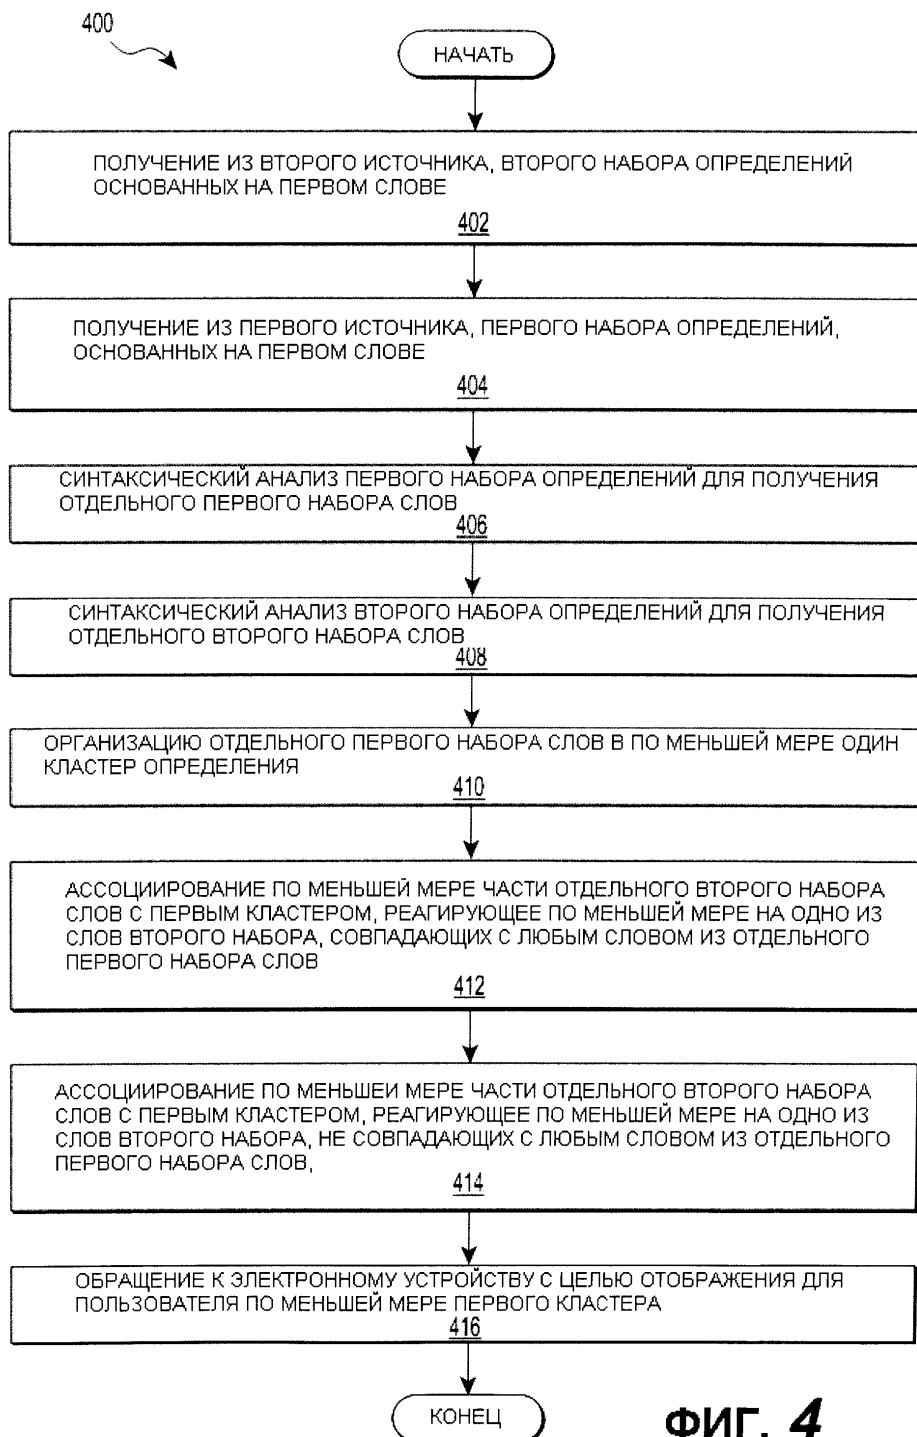 400
НАЧАТЬ
ПОЛУЧЕНИЕ ИЗ ВТОРОГО ИСТОЧНИКА, ВТОРОГО НАБОРА ОПРЕДЕЛЕНИЙ
ОСНОВАННЫХ НА ПЕРВОМ СЛОВЕ
402
ПОЛУЧЕНИЕ ИЗ ПЕРВОГО ИСТОЧНИКА, ПЕРВОГО НАБОРА ОПРЕДЕЛЕНИЙ,
ОСНОВАННЫХ НА ПЕРВОМ СЛОВЕ
404
СИНТАКСИЧЕСКИЙ АНАЛИЗ ПЕРВОГО НАБОРА ОПРЕДЕЛЕНИЙ ДЛЯ ПОЛУЧЕНИЯ
ОТДЕЛЬНОГО ПЕРВОГО НАБОРА СЛОВ
406
СИНТАКСИЧЕСКИЙ АНАЛИЗ ВТОРОГО НАБОРА ОПРЕДЕЛЕНИЙ ДЛЯ ПОЛУЧЕНИЯ
ОТДЕЛЬНОГО ВТОРОГО НАБОРА СЛОВ
408
ОРГАНИЗАЦИЮ ОТДЕЛЬНОГО ПЕРВОГО НАБОРА СЛОВ В ПО МЕНЬШЕЙ МЕРЕ ОДИН
КЛАСТЕР ОПРЕДЕЛЕНИЯ
410
АССОЦИИРОВАНИЕ ПО МЕНЬШЕЙ МЕРЕ ЧАСТИ ОТДЕЛЬНОГО ВТОРОГО НАБОРА
СЛОВ С ПЕРВЫМ КЛАСТЕРОМ, РЕАГИРУЮЩЕЕ ПО МЕНЬШЕЙ МЕРЕ НА ОДНО ИЗ
СЛОВ ВТОРОГО НАБОРА, СОВПАДАЮЩИХ С ЛЮБЫМ СЛОВОМ ИЗ ОТДЕЛЬНОГО
ПЕРВОГО НАБОРА СЛОВ
412
АССОЦИИРОВАНИЕ ПО МЕНЬШЕЙ МЕРЕ ЧАСТИ ОТДЕЛЬНОГО ВТОРОГО НАБОРА
СЛОВ С ПЕРВЫМ КЛАСТЕРОМ, РЕАГИРУЮЩЕЕ ПО МЕНЬШЕЙ МЕРЕ НА ОДНО ИЗ
СЛОВ ВТОРОГО НАБОРА, НЕ СОВПАДАЮЩИХ С ЛЮБЫМ СЛОВОМ ИЗ ОТДЕЛЬНОГО
ПЕРВОГО НАБОРА СЛОВ,
414
ОБРАЩЕНИЕ К ЭЛЕКТРОННОМУ УСТРОЙСТВУ С ЦЕЛЬЮ ОТОБРАЖЕНИЯ ДЛЯ
ПОЛЬЗОВАТЕЛЯ ПО МЕНЬШЕЙ МЕРЕ ПЕРВОГО КЛАСТЕРА
416
КОНЕЦ
ФИГ. 4